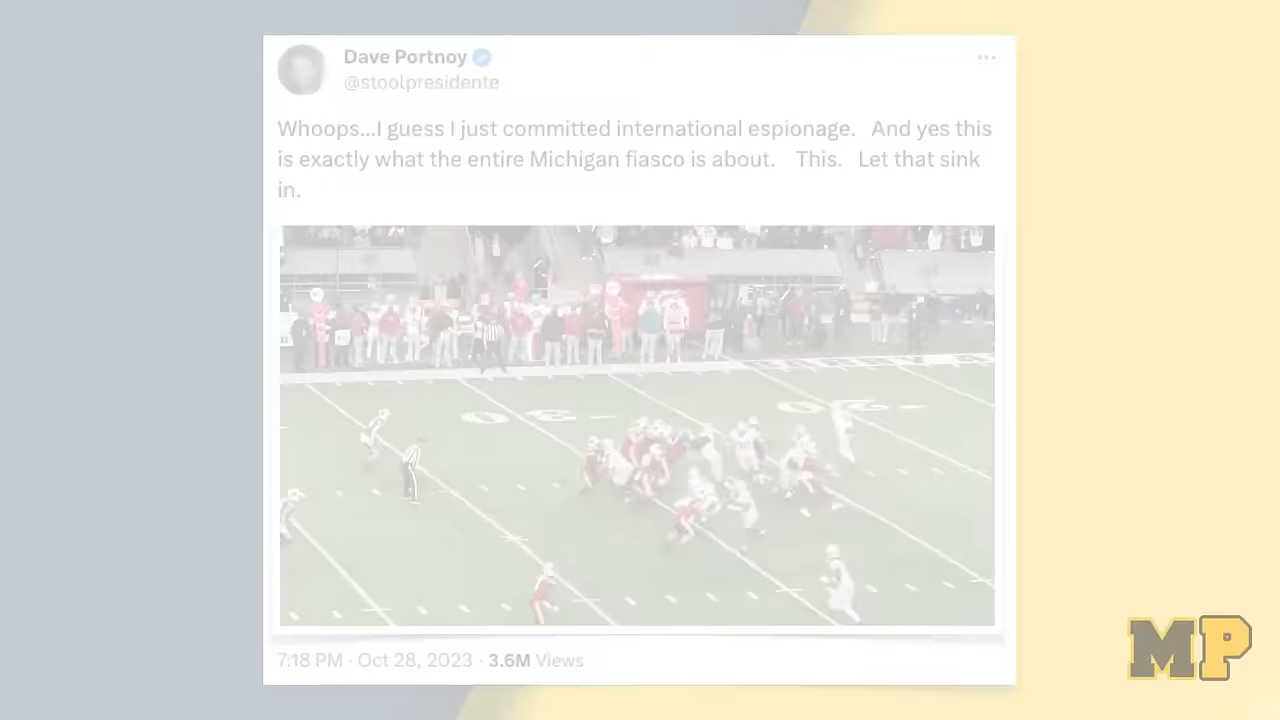 Dave Portnoy
@stoolpresidente
Whoops...I guess I just committed international espionage. And yes this
is exactly what the entire Michigan fiasco is about. This. Let that sink
in.
7:18 PM · Oct 28, 2023 · 3.6M Views
MP